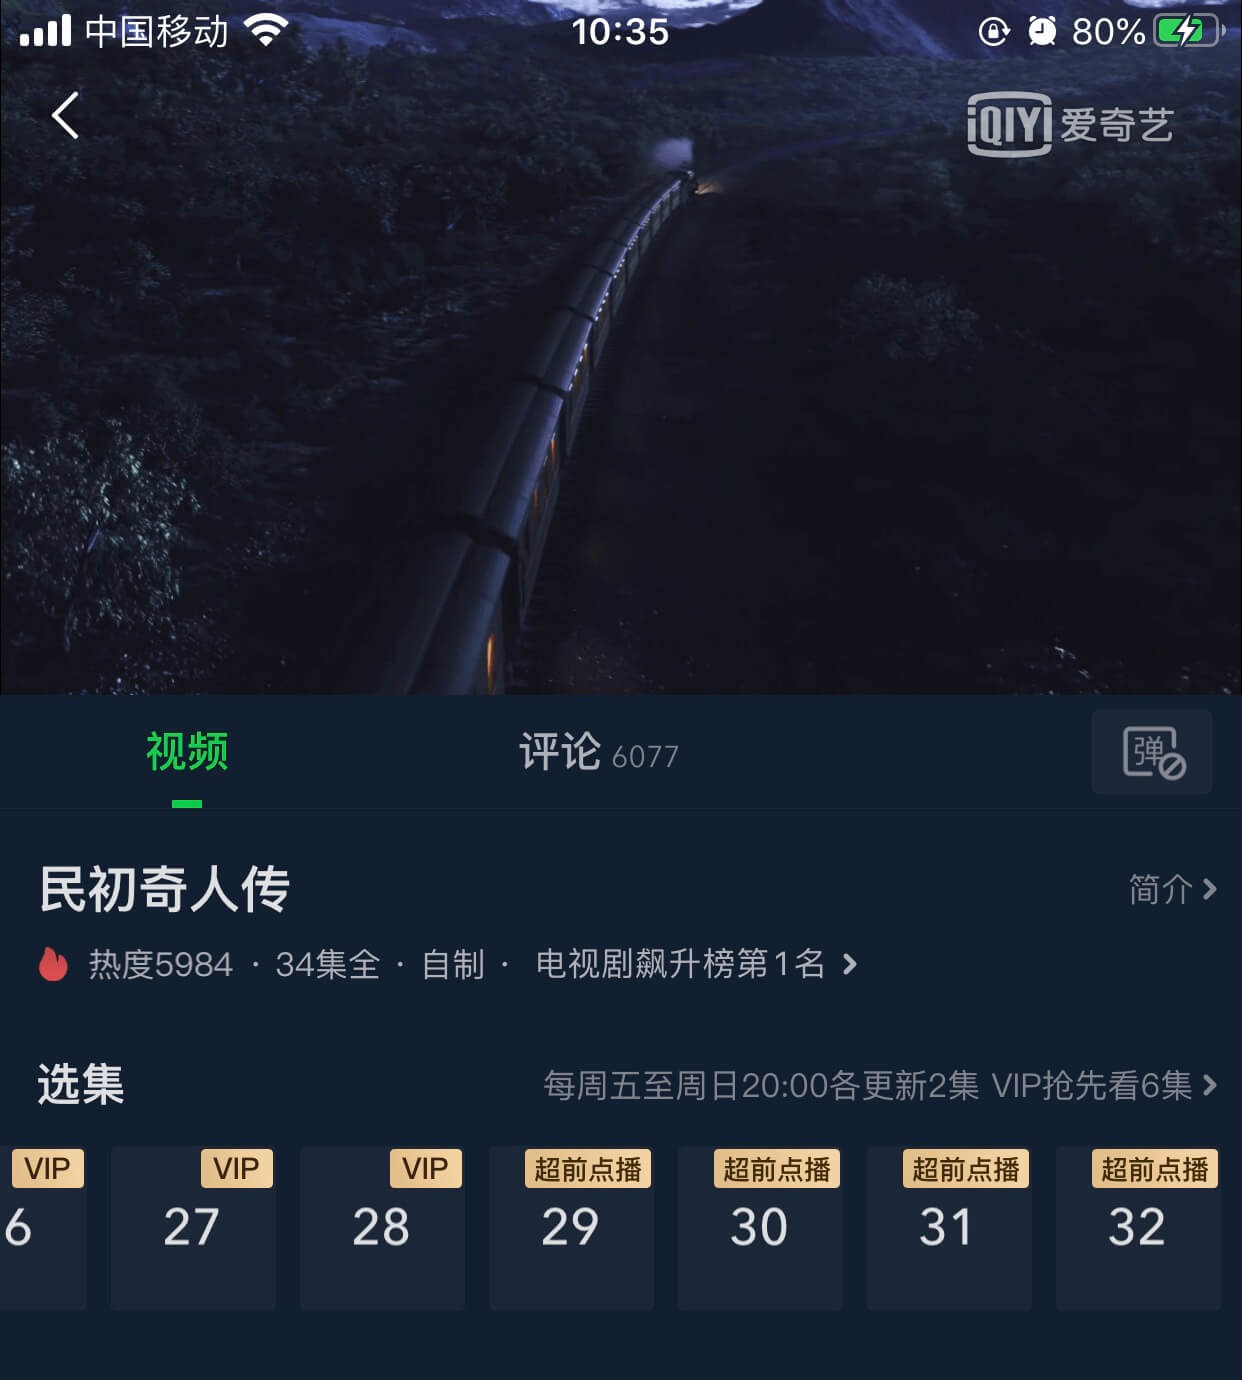 中国移动 10:35 80%
iQIYI 爱奇艺
视频 评论 6077 弹
民初奇人传 简介
热度5984 · 34集全 · 自制 · 电视剧飙升榜第1名
选集 每周五至周日20:00各更新2集 VIP抢先看6集
VIP VIP VIP 超前点播 超前点播 超前点播 超前点播
6 27 28 29 30 31 32